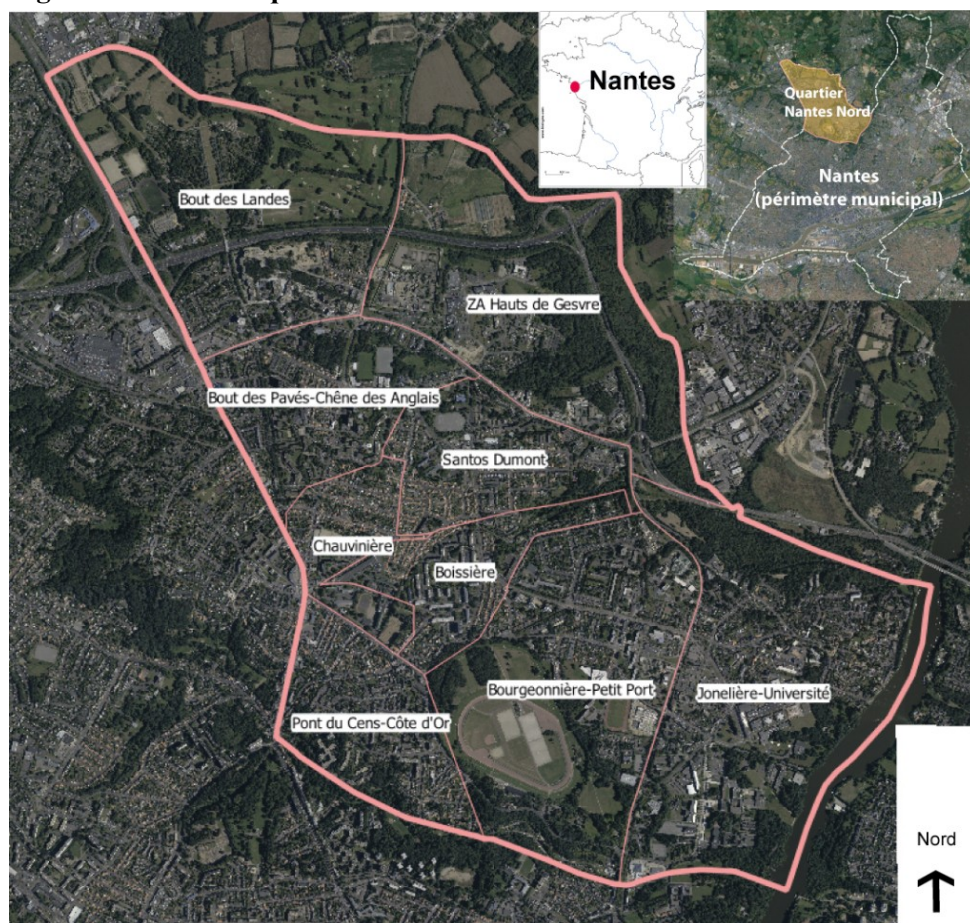 Nantes
Quartier
Nantes Nord
Nantes
(périmètre municipal)
Bout des Landes
ZA Hauts de Gesvre
Bout des Pavés-Chêne des Anglais
Santos Dumont
Chauvinière
Boissière
Bourgeonnière-Petit Port
Jonelière-Université
Pont du Cens-Côte d'Or
Nord